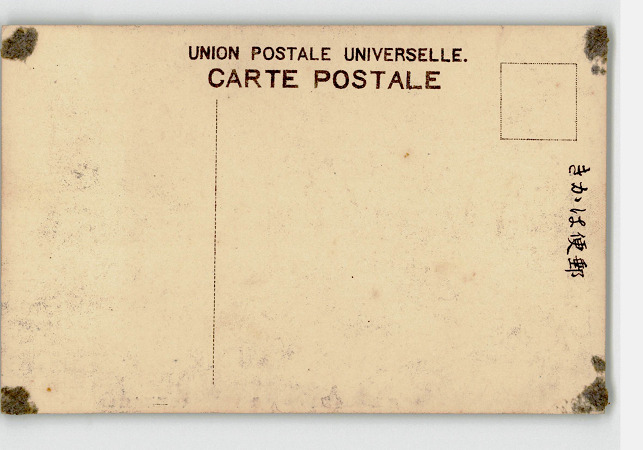 UNION POSTALE UNIVERSELLE.
CARTE POSTALE
きかは便郵